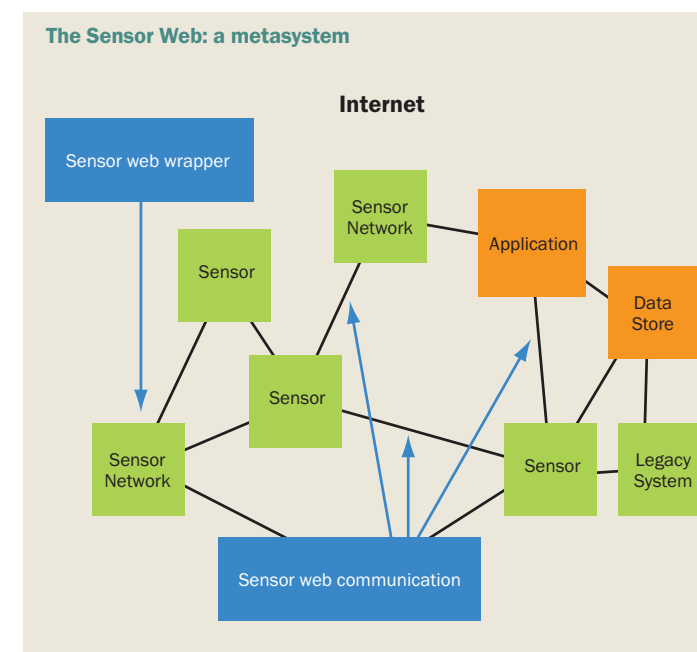 The Sensor Web: a metasystem
Internet
Sensor web wrapper
Sensor
Network
Application
Sensor
Data
Store
Sensor
Sensor
Network
Sensor
Legacy
System
Sensor web communication